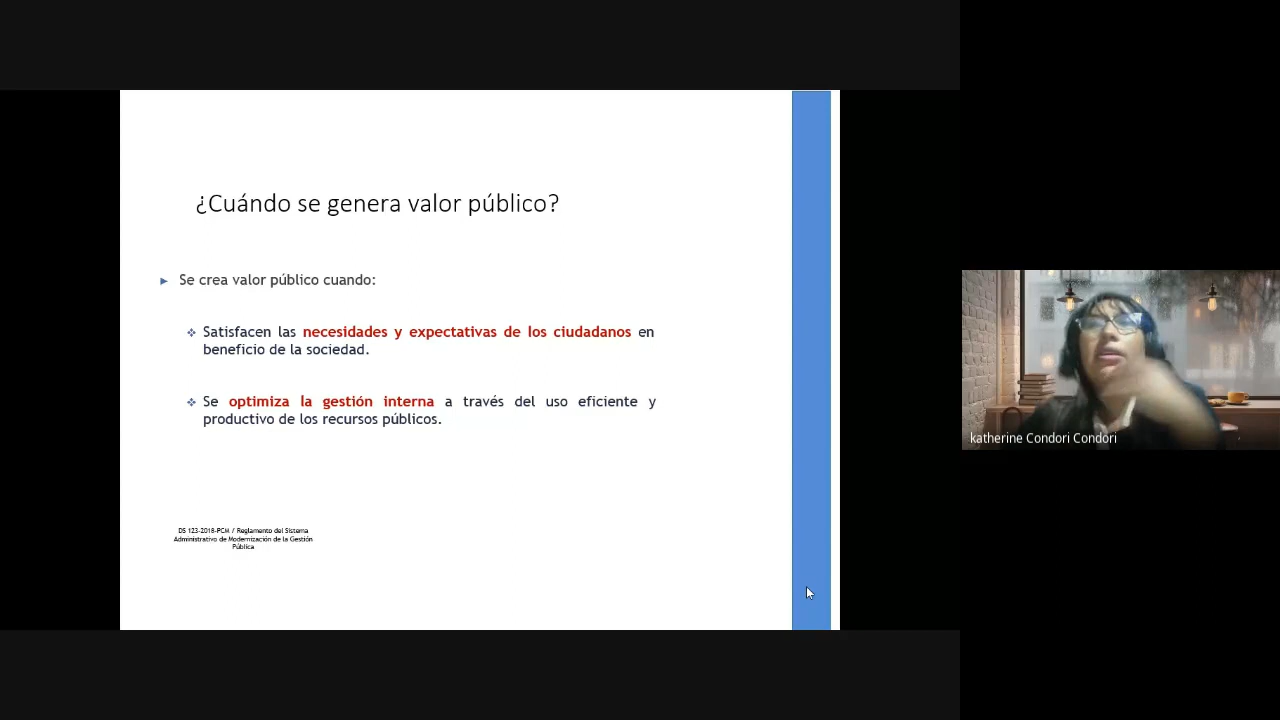 ¿Cuándo se genera valor público?
Se crea valor público cuando:
Satisfacen las necesidades y expectativas de los ciudadanos en
beneficio de la sociedad.
Se optimiza la gestión interna a través del uso eficiente y
productivo de los recursos públicos.
DS 123-2018-PCM / Reglamento del Sistema
Administrativo de Modernización de la Gestión
Pública
katherine Condori Condori